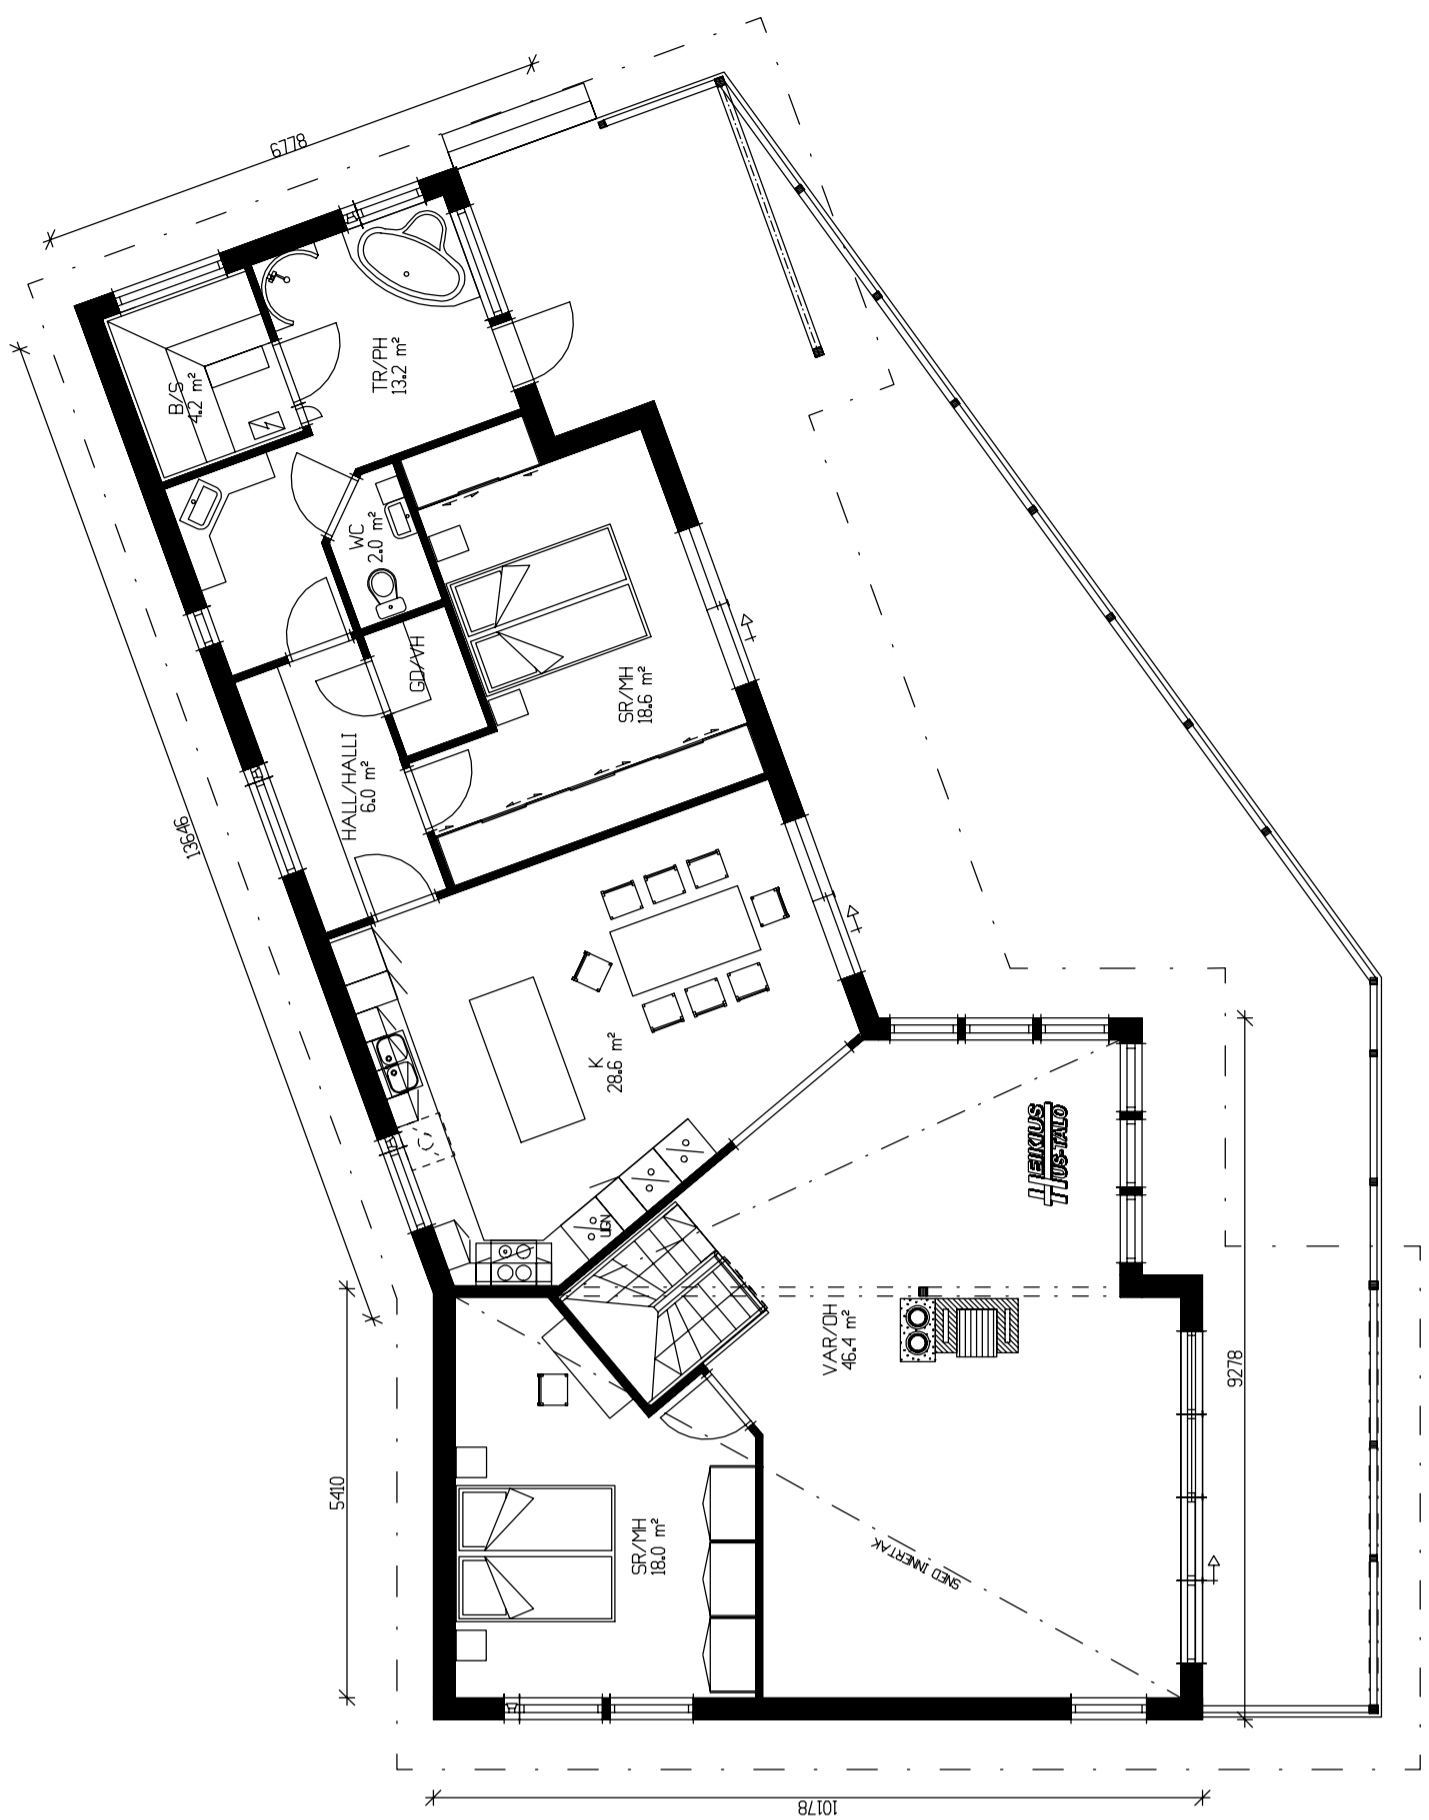 6778
13646
B/S
4.2 m²
TR/PH
13.2 m²
WC
2.0 m²
GD/VH
SR/MH
18.6 m²
HALL/HALLI
6.0 m²
K
28.6 m²
UGN
HEIKIUS
HUS-TALO
VAR/OH
46.4 m²
9278
5410
SR/MH
18.0 m²
SNED INNERTAK
10178